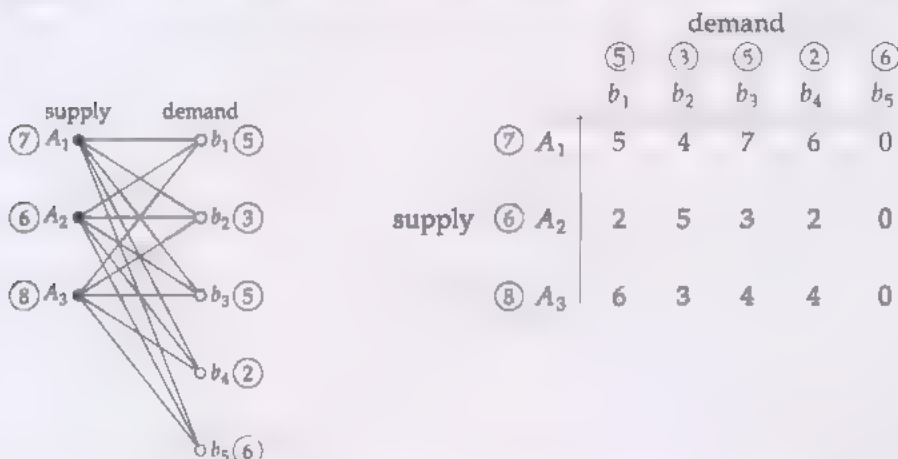 supply demand
⑦ A₁ b₁ ⑤
⑥ A₂ b₂ ③
⑧ A₃ b₃ ⑤
b₄ ②
b₅ ⑥
demand
⑤ ③ ⑤ ② ⑥
b₁ b₂ b₃ b₄ b₅
⑦ A₁ 5 4 7 6 0
supply ⑥ A₂ 2 5 3 2 0
⑧ A₃ 6 3 4 4 0